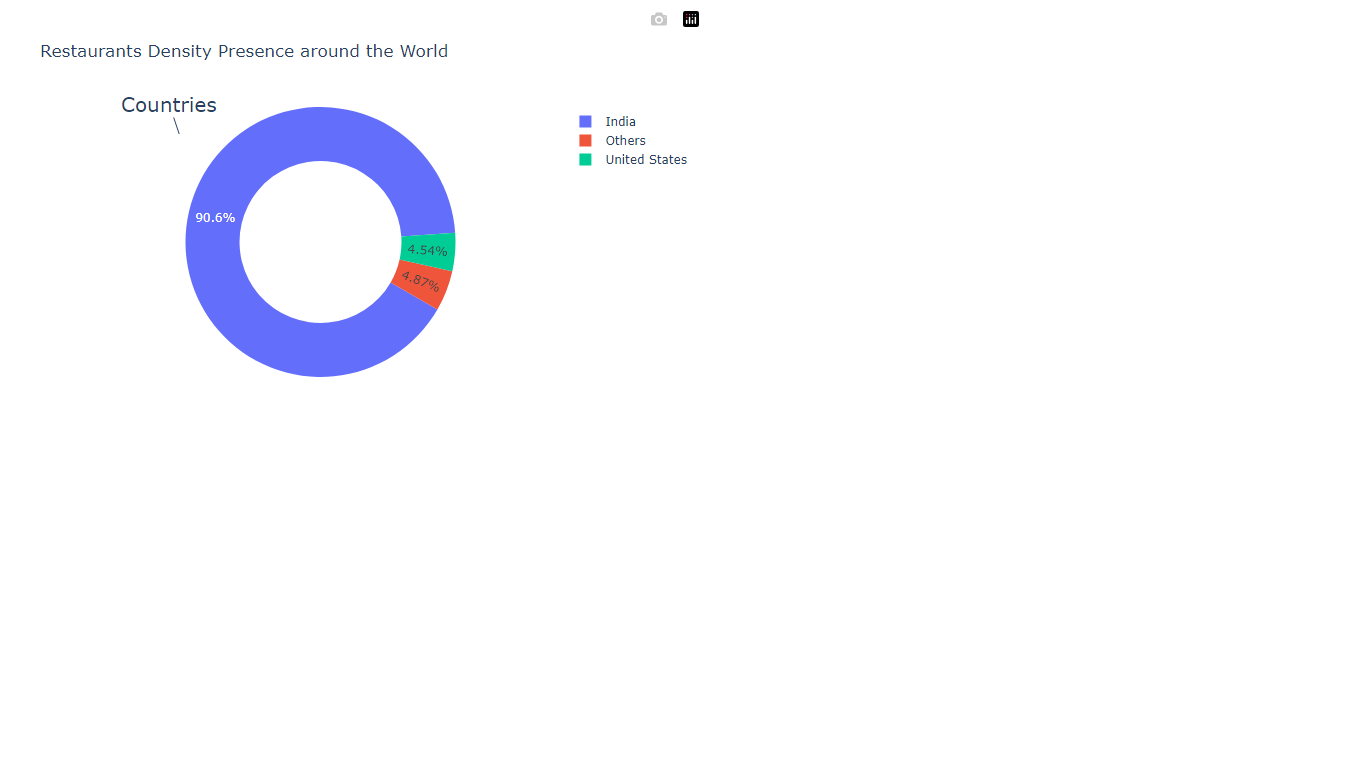 Restaurants Density Presence around the World
Countries
India
Others
United States
90.6%
4.54%
4.87%